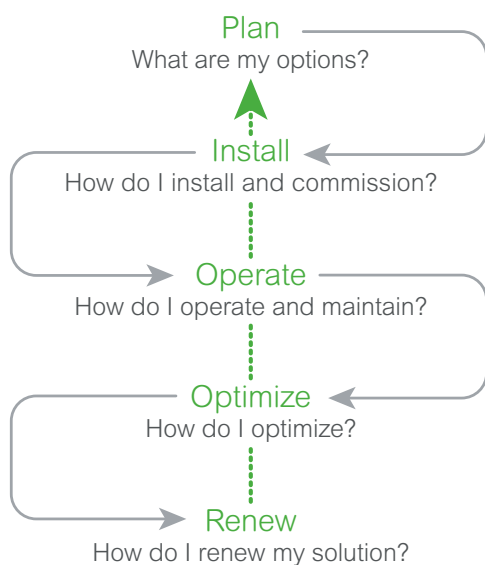 Plan
What are my options?
Install
How do I install and commission?
Operate
How do I operate and maintain?
Optimize
How do I optimize?
Renew
How do I renew my solution?